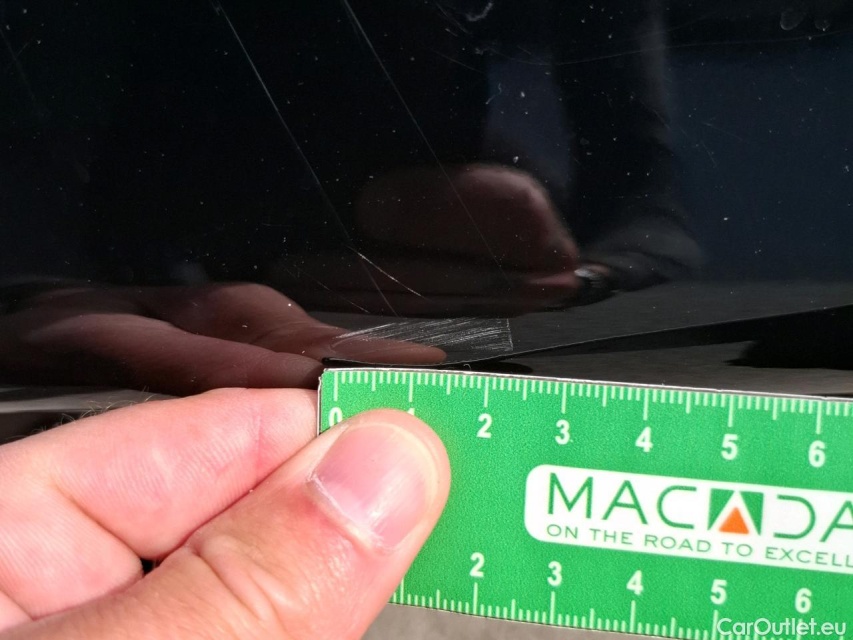 0 1 2 3 4 5 6
MACADA
ON THE ROAD TO EXCELL
2 3 4 5 6
CarOutlet.eu